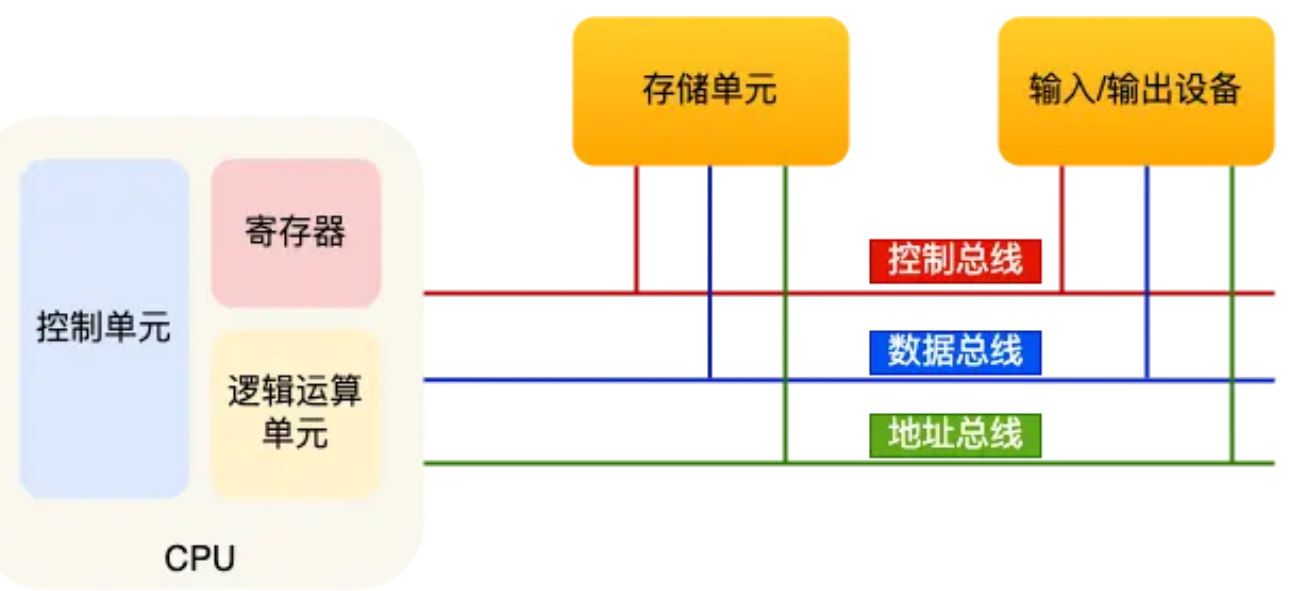 存储单元
输入/输出设备
寄存器
控制单元
逻辑运算
单元
CPU
控制总线
数据总线
地址总线